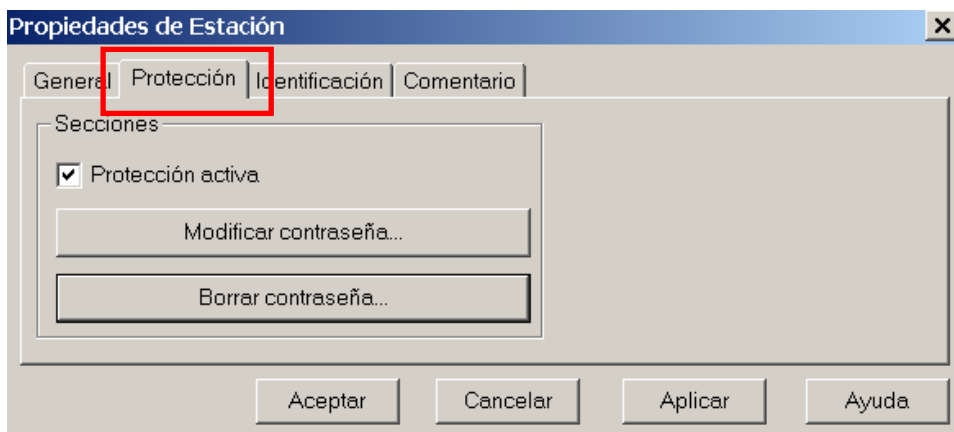 Propiedades de Estación
General Protección Identificación Comentario
Secciones
Protección activa
Modificar contraseña...
Borrar contraseña...
Aceptar Cancelar Aplicar Ayuda